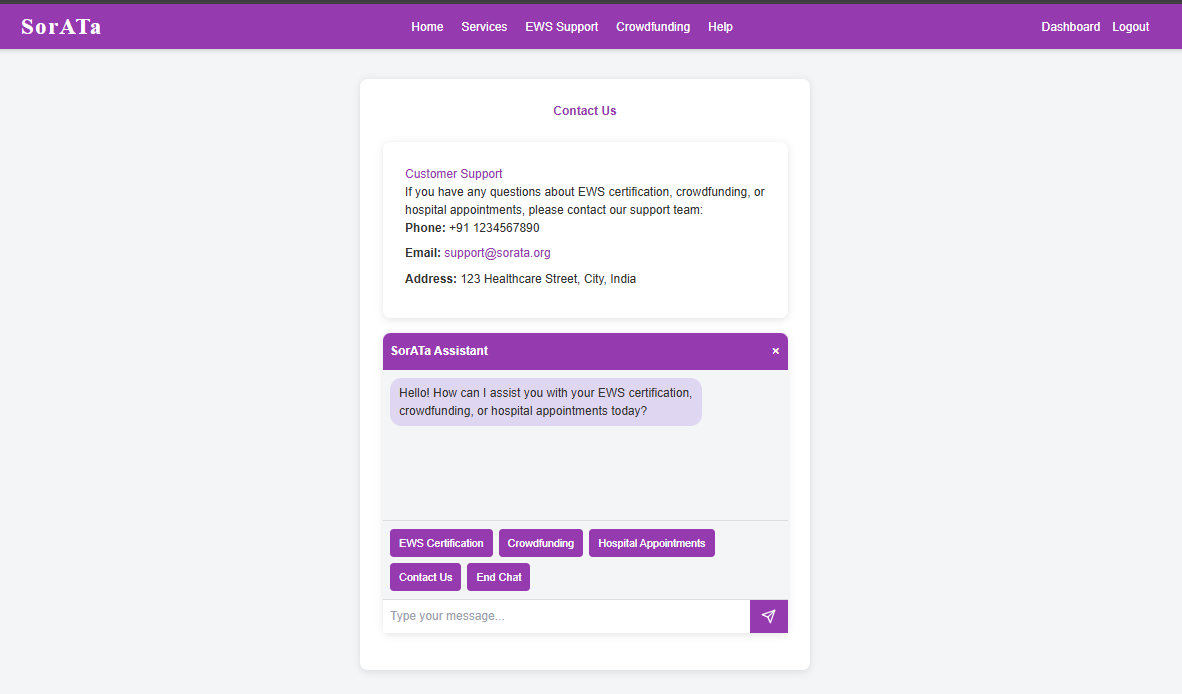 SorATa
Home Services EWS Support Crowdfunding Help
Dashboard Logout
Contact Us
Customer Support
If you have any questions about EWS certification, crowdfunding, or
hospital appointments, please contact our support team:
Phone: +91 1234567890
Email: support@sorata.org
Address: 123 Healthcare Street, City, India
SorATa Assistant ×
Hello! How can I assist you with your EWS certification,
crowdfunding, or hospital appointments today?
EWS Certification Crowdfunding Hospital Appointments
Contact Us End Chat
Type your message...